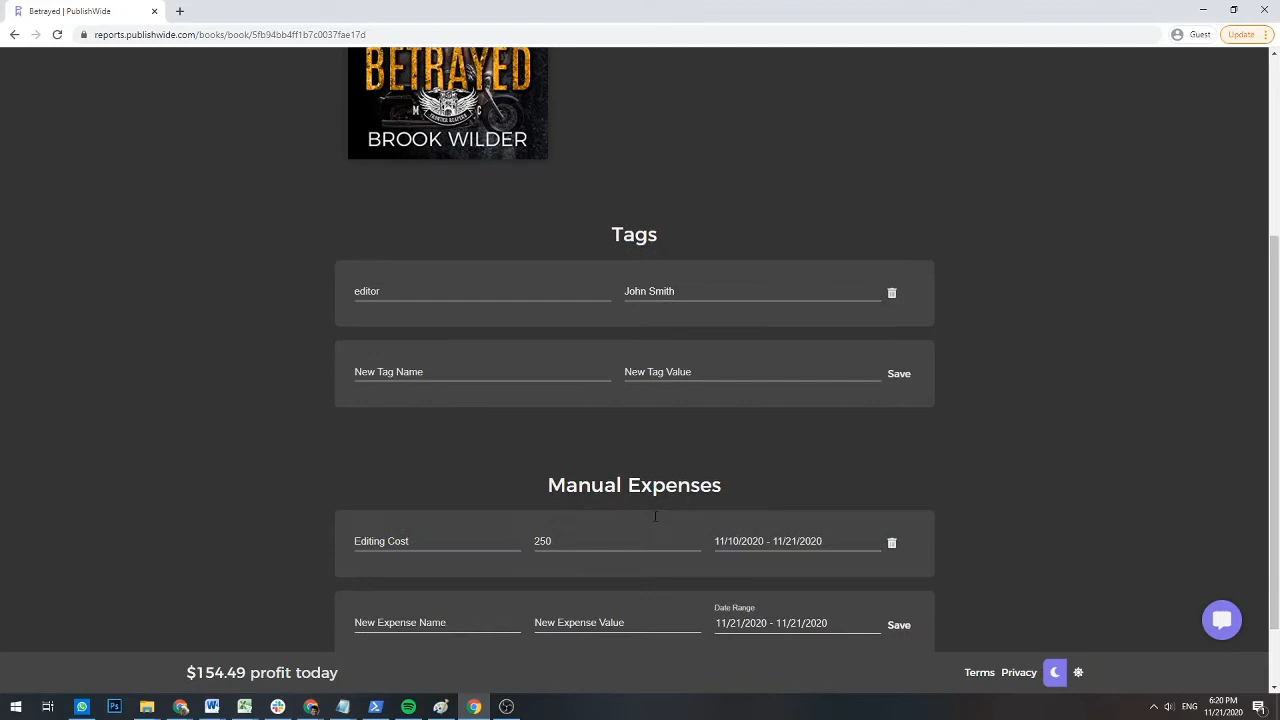 Betrayed | PublishWide
reports.publishwide.com/books/book/5fb94bb4ff1b7c0037fae17d
Guest
Update
BETRAYED
M C
BROOK WILDER
Tags
editor
John Smith
New Tag Name
New Tag Value
Save
Manual Expenses
Editing Cost
250
11/10/2020 - 11/21/2020
Date Range
New Expense Name
New Expense Value
11/21/2020 - 11/21/2020
Save
$154.49 profit today
Terms
Privacy
6:20 PM
11/21/2020